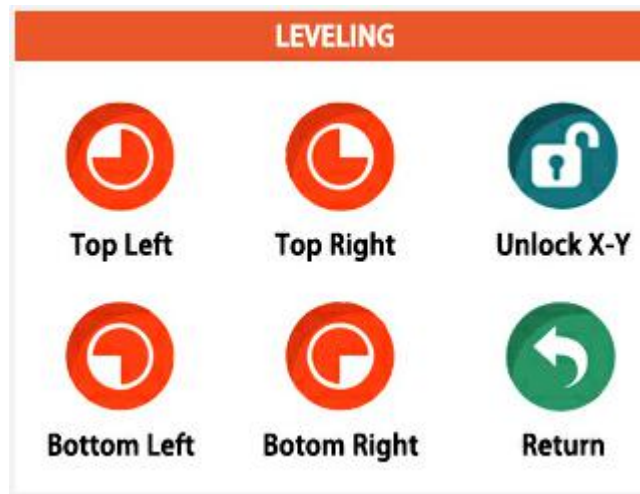 LEVELING
Top Left Top Right Unlock X-Y
Bottom Left Botom Right Return